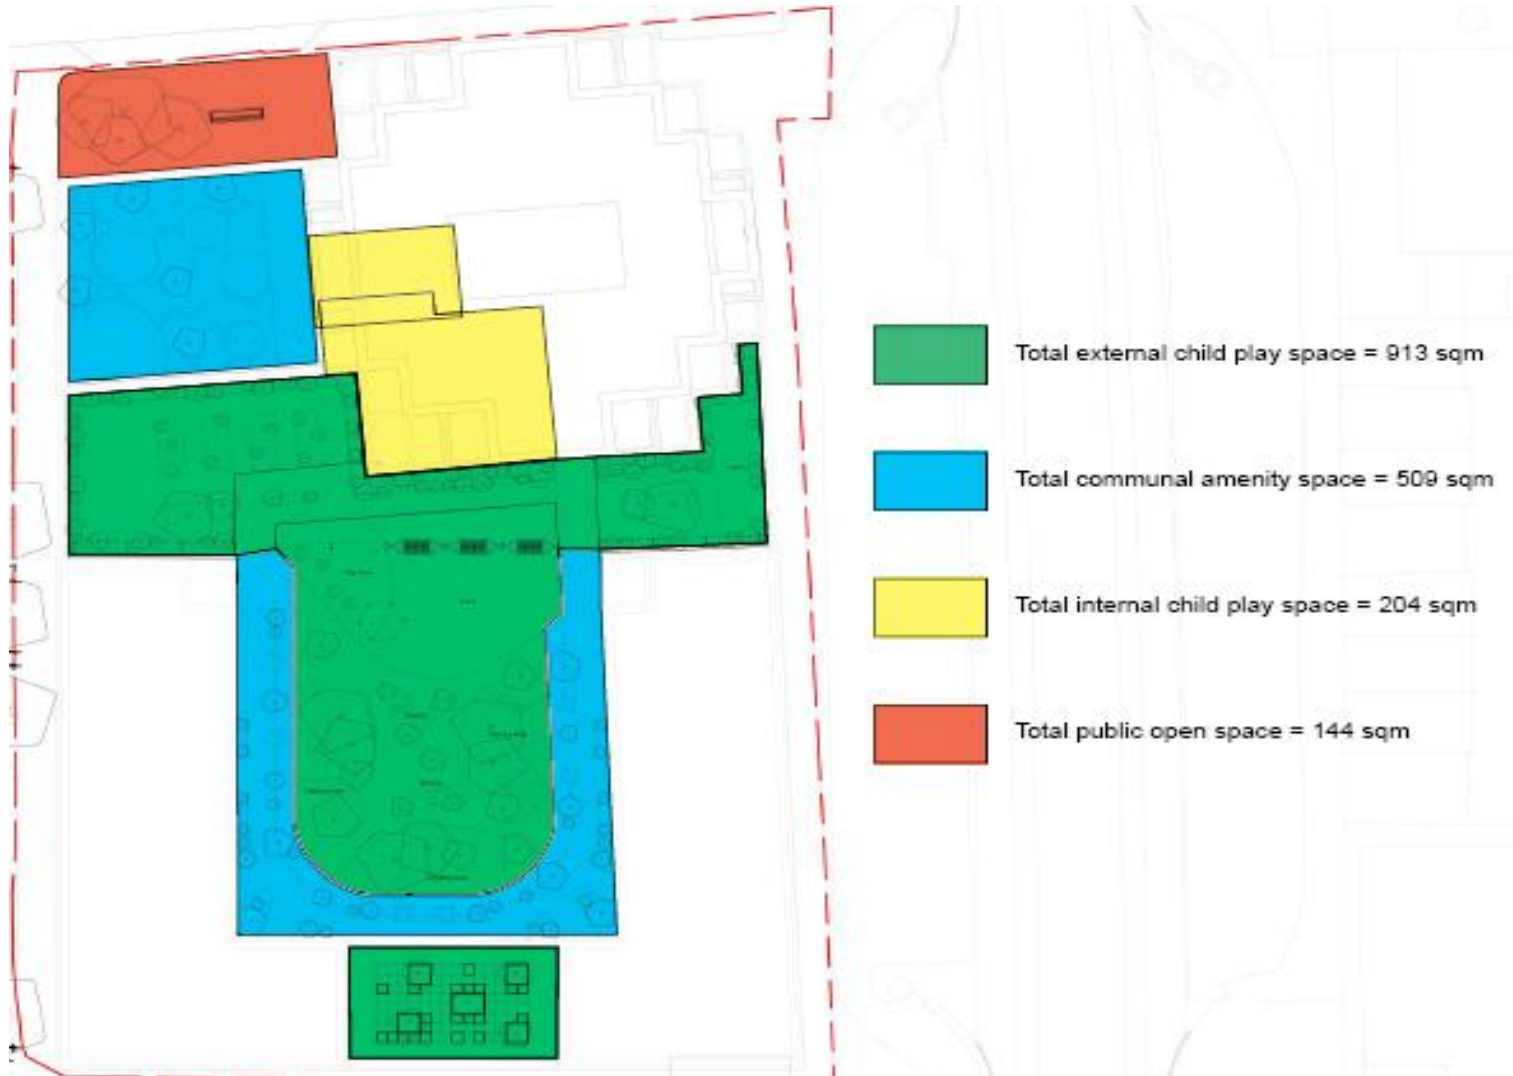 Total external child play space = 913 sqm
Total communal amenity space = 509 sqm
Total internal child play space = 204 sqm
Total public open space = 144 sqm